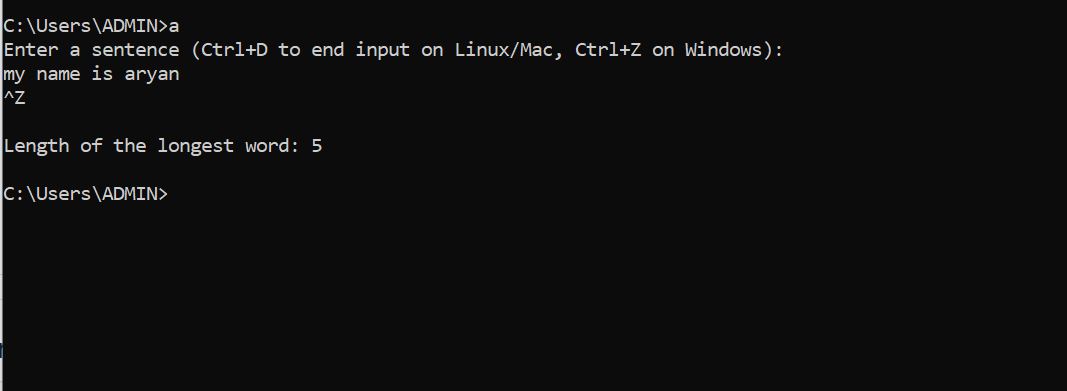 C:\Users\ADMIN>a
Enter a sentence (Ctrl+D to end input on Linux/Mac, Ctrl+Z on Windows):
my name is aryan
^Z
Length of the longest word: 5
C:\Users\ADMIN>